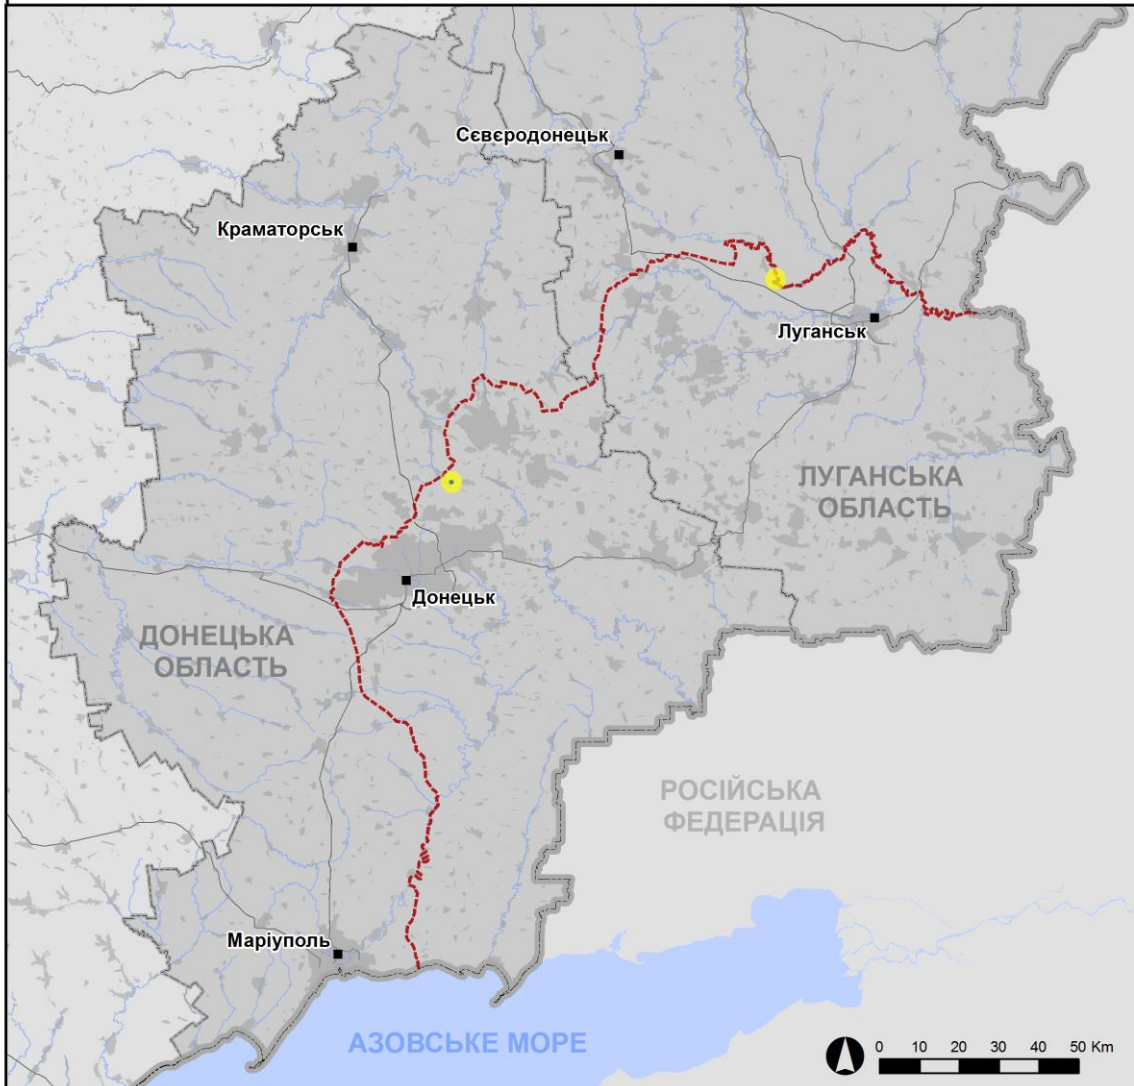 Сєвєродонецьк
Краматорськ
Луганськ
ЛУГАНСЬКА
ОБЛАСТЬ
Донецьк
ДОНЕЦЬКА
ОБЛАСТЬ
РОСІЙСЬКА
ФЕДЕРАЦІЯ
Маріуполь
АЗОВСЬКЕ МОРЕ
0 10 20 30 40 50 Km